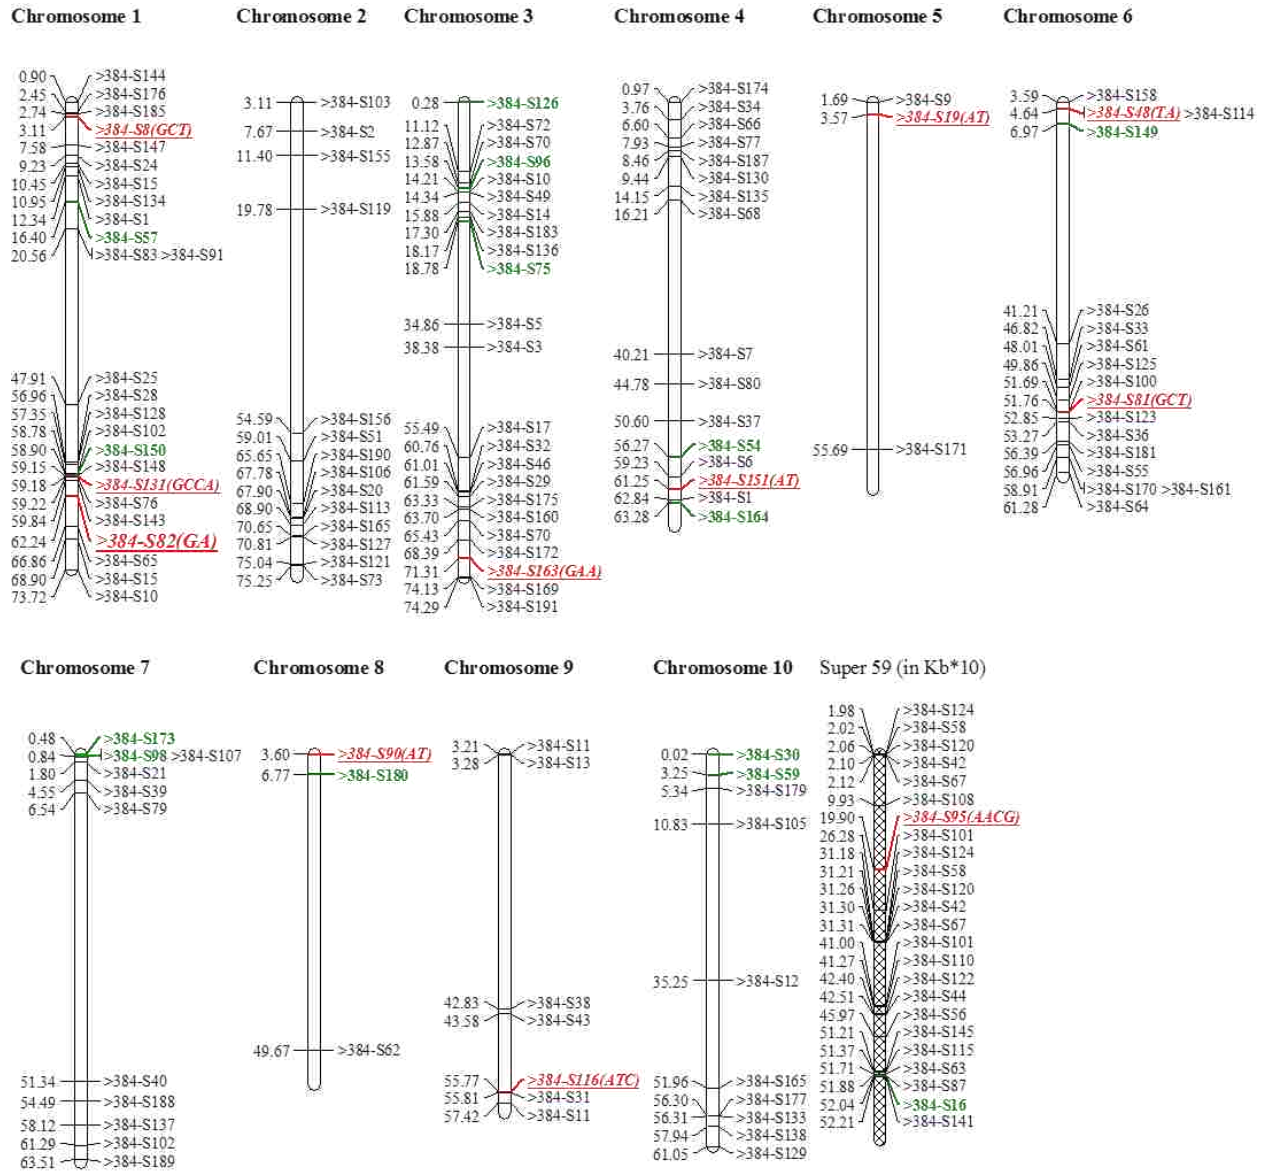 Chromosome 1
0.90 >384-S144
2.45 >384-S176
2.74 >384-S185
3.11 >384-S8(GCT)
7.58 >384-S147
9.23 >384-S24
10.45 >384-S15
10.95 >384-S134
12.34 >384-S1
16.40 >384-S57
20.56 >384-S83 >384-S91
47.91 >384-S25
56.96 >384-S28
57.35 >384-S128
58.78 >384-S102
58.90 >384-S150
59.15 >384-S148
59.18 >384-S131(GCCA)
59.22 >384-S76
59.84 >384-S143
62.24 >384-S82(GA)
66.86 >384-S65
68.90 >384-S15
73.72 >384-S10
Chromosome 2
3.11 >384-S103
7.67 >384-S2
11.40 >384-S155
19.78 >384-S119
54.59 >384-S156
59.01 >384-S51
65.65 >384-S190
67.78 >384-S106
67.90 >384-S20
68.90 >384-S113
70.65 >384-S165
70.81 >384-S127
75.04 >384-S121
75.25 >384-S73
Chromosome 3
0.28 >384-S126
11.12 >384-S72
12.87 >384-S70
13.58 >384-S96
14.21 >384-S10
14.34 >384-S49
15.88 >384-S14
17.30 >384-S183
18.17 >384-S136
18.78 >384-S75
34.86 >384-S5
38.38 >384-S3
55.49 >384-S17
60.76 >384-S32
61.01 >384-S46
61.59 >384-S29
63.33 >384-S175
63.70 >384-S160
65.43 >384-S70
68.39 >384-S172
71.31 >384-S163(GAA)
74.13 >384-S169
74.29 >384-S191
Chromosome 4
0.97 >384-S174
3.76 >384-S34
6.60 >384-S66
7.93 >384-S77
8.46 >384-S187
9.44 >384-S130
14.15 >384-S135
16.21 >384-S68
40.21 >384-S7
44.78 >384-S80
50.60 >384-S37
56.27 >384-S54
59.23 >384-S6
61.25 >384-S151(AT)
62.84 >384-S1
63.28 >384-S164
Chromosome 5
1.69 >384-S9
3.57 >384-S19(AT)
55.69 >384-S171
Chromosome 6
3.59 >384-S158
4.64 >384-S48(TA) >384-S114
6.97 >384-S149
41.21 >384-S26
46.82 >384-S33
48.01 >384-S61
49.86 >384-S125
51.69 >384-S100
51.76 >384-S81(GCT)
52.85 >384-S123
53.27 >384-S36
56.39 >384-S181
56.96 >384-S55
58.91 >384-S170 >384-S161
61.28 >384-S64
Chromosome 7
0.48 >384-S173
0.84 >384-S98 >384-S107
1.80 >384-S21
4.55 >384-S39
6.54 >384-S79
51.34 >384-S40
54.49 >384-S188
58.12 >384-S137
61.29 >384-S102
63.51 >384-S189
Chromosome 8
3.60 >384-S90(AT)
6.77 >384-S180
49.67 >384-S62
Chromosome 9
3.21 >384-S11
3.28 >384-S13
42.83 >384-S38
43.58 >384-S43
55.77 >384-S116(ATC)
55.81 >384-S31
57.42 >384-S11
Chromosome 10
0.02 >384-S30
3.25 >384-S59
5.34 >384-S179
10.83 >384-S105
35.25 >384-S12
51.96 >384-S165
56.30 >384-S177
56.31 >384-S133
57.94 >384-S138
61.05 >384-S129
Super 59 (in Kb*10)
1.98 >384-S124
2.02 >384-S58
2.06 >384-S120
2.10 >384-S42
2.12 >384-S67
9.93 >384-S108
19.90 >384-S95(AACG)
26.28 >384-S101
31.18 >384-S124
31.21 >384-S58
31.26 >384-S120
31.30 >384-S42
31.31 >384-S67
41.00 >384-S101
41.27 >384-S110
42.40 >384-S122
42.51 >384-S44
45.97 >384-S56
51.21 >384-S145
51.37 >384-S115
51.71 >384-S63
51.88 >384-S87
52.04 >384-S16
52.21 >384-S141